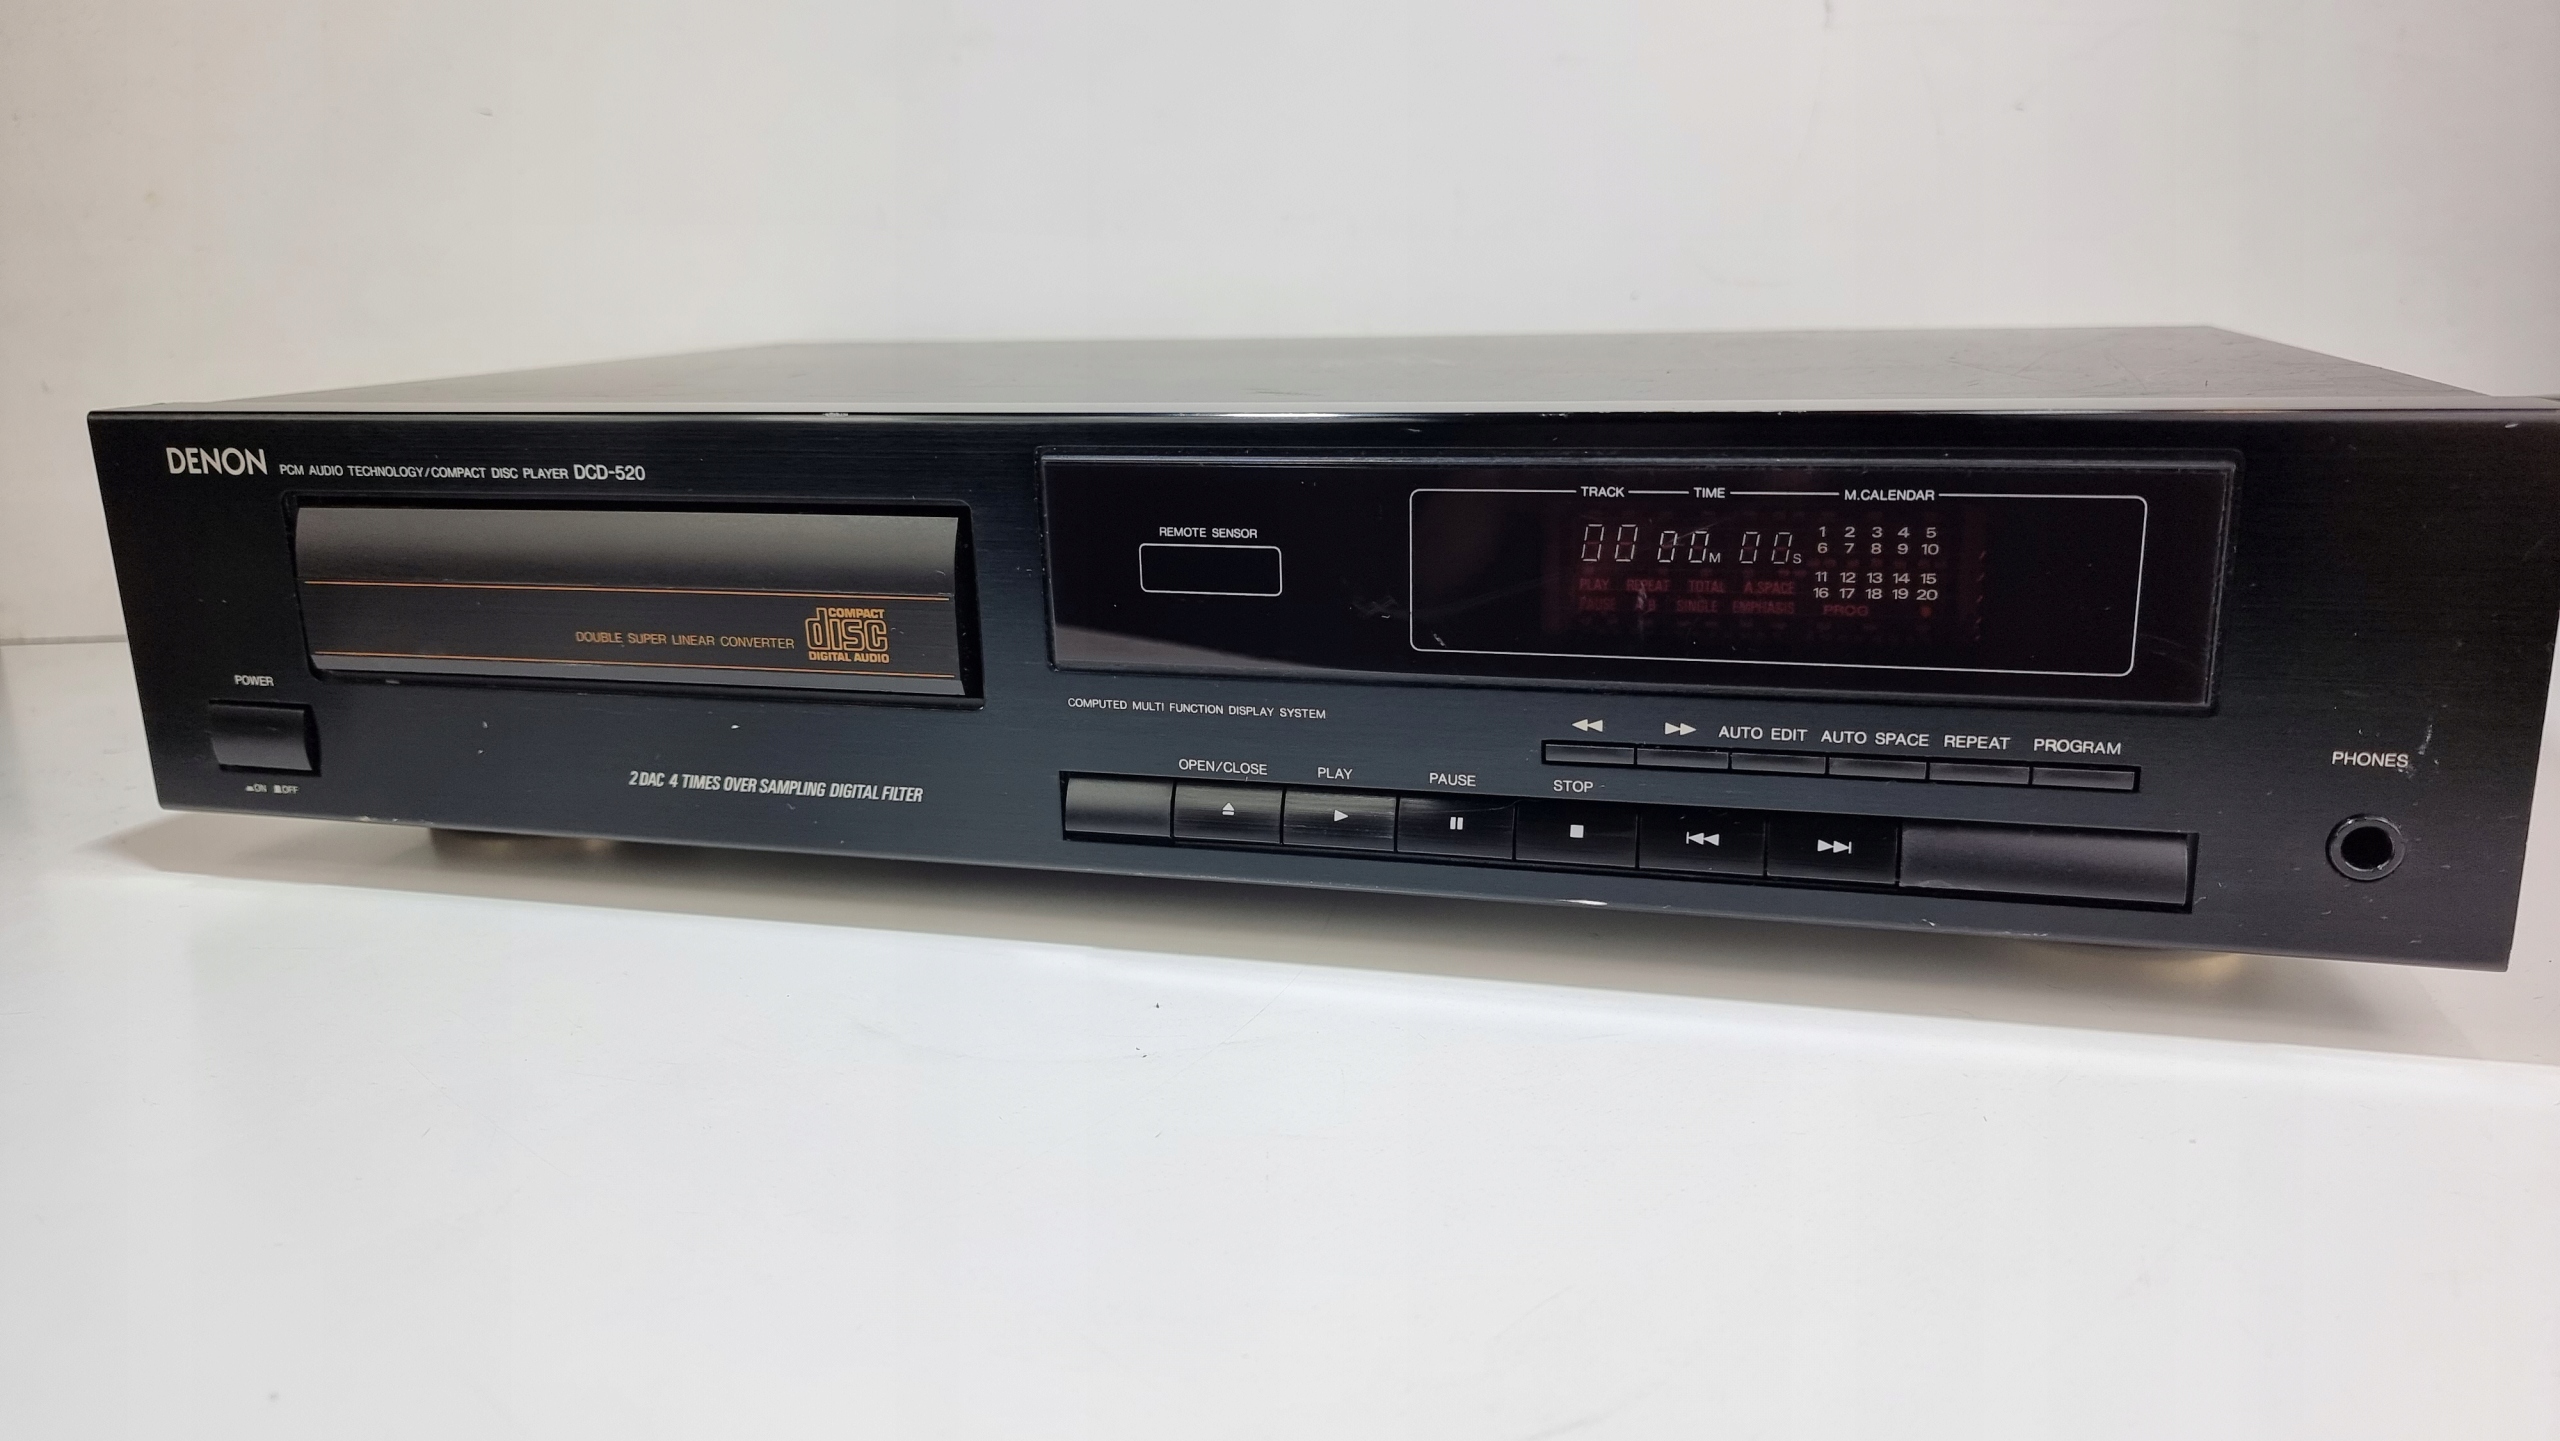 DENON PCM AUDIO TECHNOLOGY/COMPACT DISC PLAYER DCD-520
DOUBLE SUPER LINEAR CONVERTER
COMPACT
disc
DIGITAL AUDIO
POWER
ON OFF
2 DAC 4 TIMES OVER SAMPLING DIGITAL FILTER
REMOTE SENSOR
TRACK TIME M.CALENDAR
00 00M 00S
1 2 3 4 5
6 7 8 9 10
11 12 13 14 15
16 17 18 19 20
PLAY REPEAT TOTAL A.SPACE
PAUSE A B SINGLE EMPHASIS PROG
COMPUTED MULTI FUNCTION DISPLAY SYSTEM
AUTO EDIT AUTO SPACE REPEAT PROGRAM
OPEN/CLOSE PLAY PAUSE STOP
PHONES